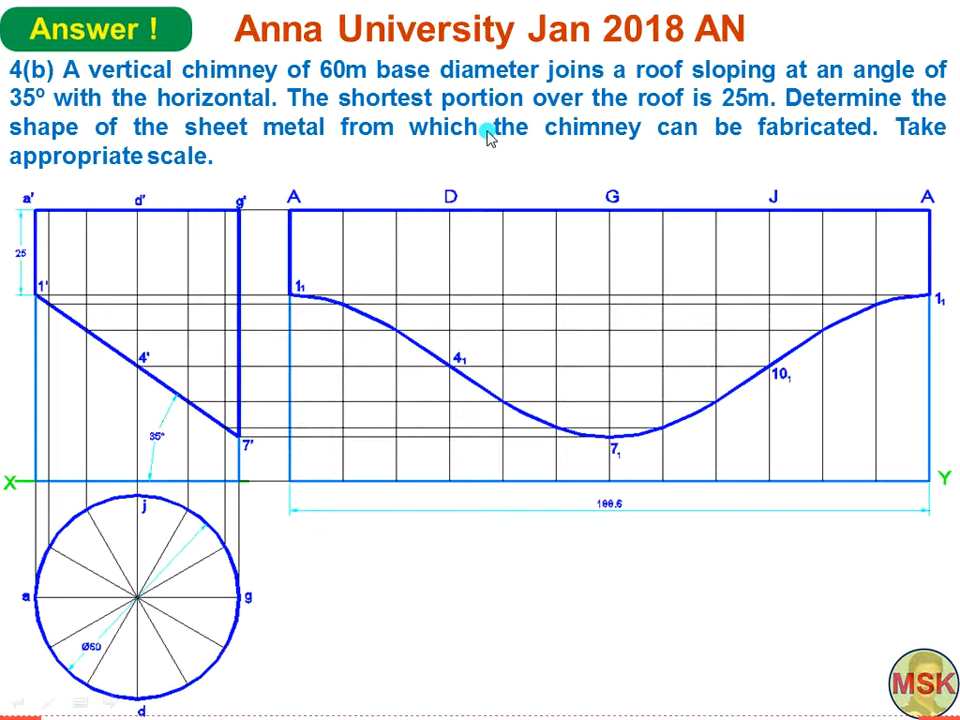 Answer !
Anna University Jan 2018 AN
4(b) A vertical chimney of 60m base diameter joins a roof sloping at an angle of
35º with the horizontal. The shortest portion over the roof is 25m. Determine the
shape of the sheet metal from which the chimney can be fabricated. Take
appropriate scale.
a' d' g' A D G J A
25
1' 1₁ 1₁
4' 4₁ 10₁
35°
7' 7₁
X Y
188.6
j
a g
Ø60
d
MSK